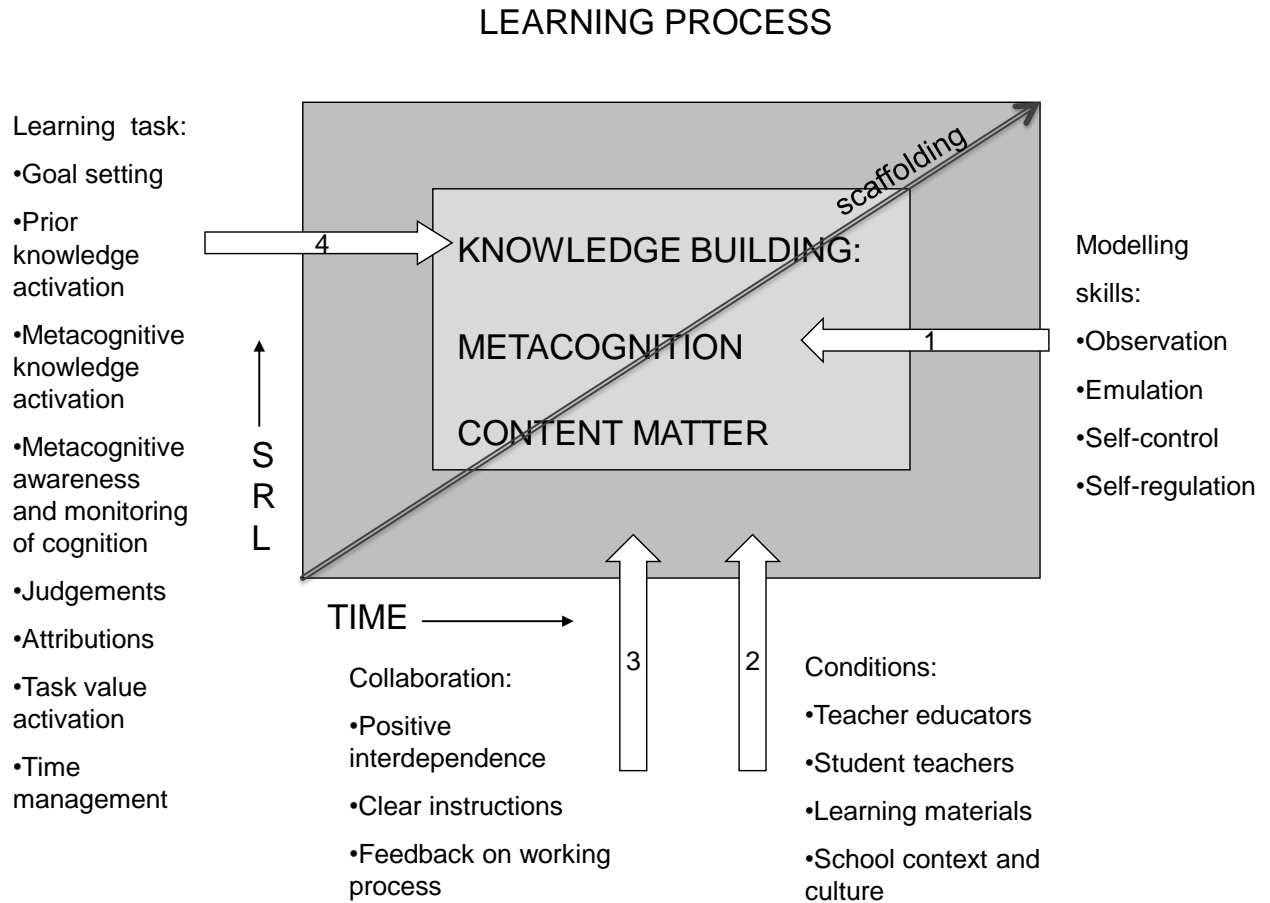 LEARNING PROCESS
Learning task:
•Goal setting
•Prior
knowledge
activation
•Metacognitive
knowledge
activation
•Metacognitive
awareness
and monitoring
of cognition
•Judgements
•Attributions
•Task value
activation
•Time
management
4
S
R
L
scaffolding
KNOWLEDGE BUILDING:
METACOGNITION
CONTENT MATTER
1
Modelling
skills:
•Observation
•Emulation
•Self-control
•Self-regulation
TIME
3
2
Collaboration:
•Positive
interdependence
•Clear instructions
•Feedback on working
process
Conditions:
•Teacher educators
•Student teachers
•Learning materials
•School context and
culture